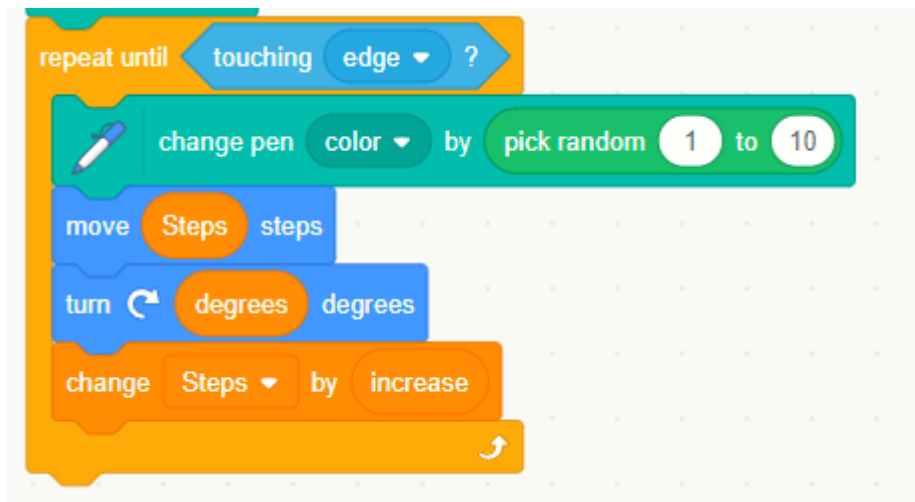 repeat until touching edge ?
change pen color by pick random 1 to 10
move Steps steps
turn degrees degrees
change Steps by increase